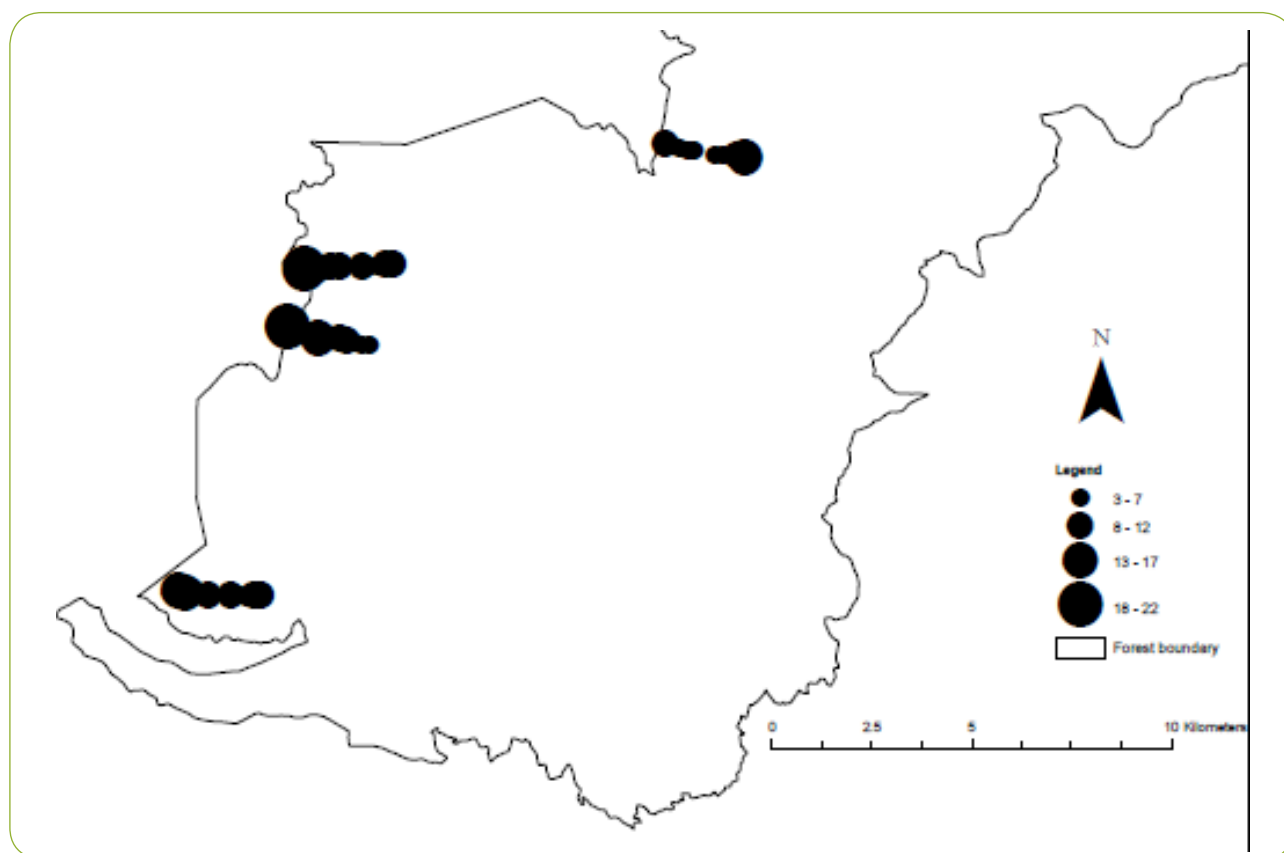 N
Legend
3 - 7
8 - 12
13 - 17
18 - 22
Forest boundary
0 2.5 5 10 Kilometers